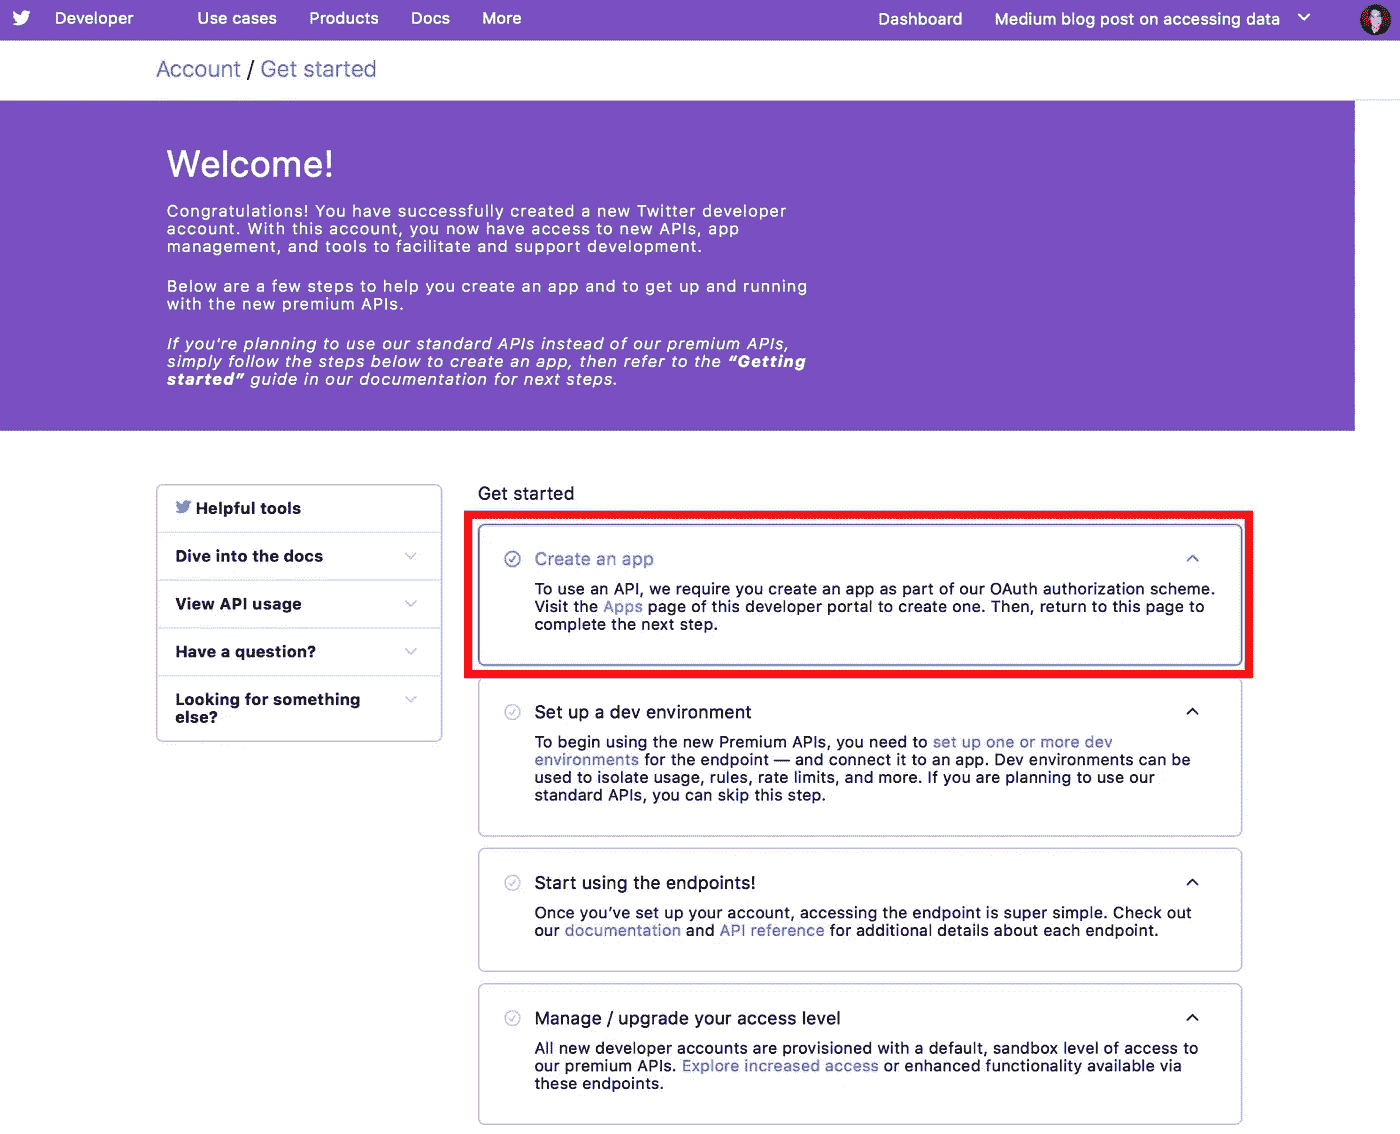 Developer Use cases Products Docs More Dashboard Medium blog post on accessing data
Account / Get started
Welcome!
Congratulations! You have successfully created a new Twitter developer
account. With this account, you now have access to new APIs, app
management, and tools to facilitate and support development.
Below are a few steps to help you create an app and to get up and running
with the new premium APIs.
If you're planning to use our standard APIs instead of our premium APIs,
simply follow the steps below to create an app, then refer to the “Getting
started” guide in our documentation for next steps.
Helpful tools
Dive into the docs
View API usage
Have a question?
Looking for something
else?
Get started
Create an app
To use an API, we require you create an app as part of our OAuth authorization scheme.
Visit the Apps page of this developer portal to create one. Then, return to this page to
complete the next step.
Set up a dev environment
To begin using the new Premium APIs, you need to set up one or more dev
environments for the endpoint — and connect it to an app. Dev environments can be
used to isolate usage, rules, rate limits, and more. If you are planning to use our
standard APIs, you can skip this step.
Start using the endpoints!
Once you’ve set up your account, accessing the endpoint is super simple. Check out
our documentation and API reference for additional details about each endpoint.
Manage / upgrade your access level
All new developer accounts are provisioned with a default, sandbox level of access to
our premium APIs. Explore increased access or enhanced functionality available via
these endpoints.